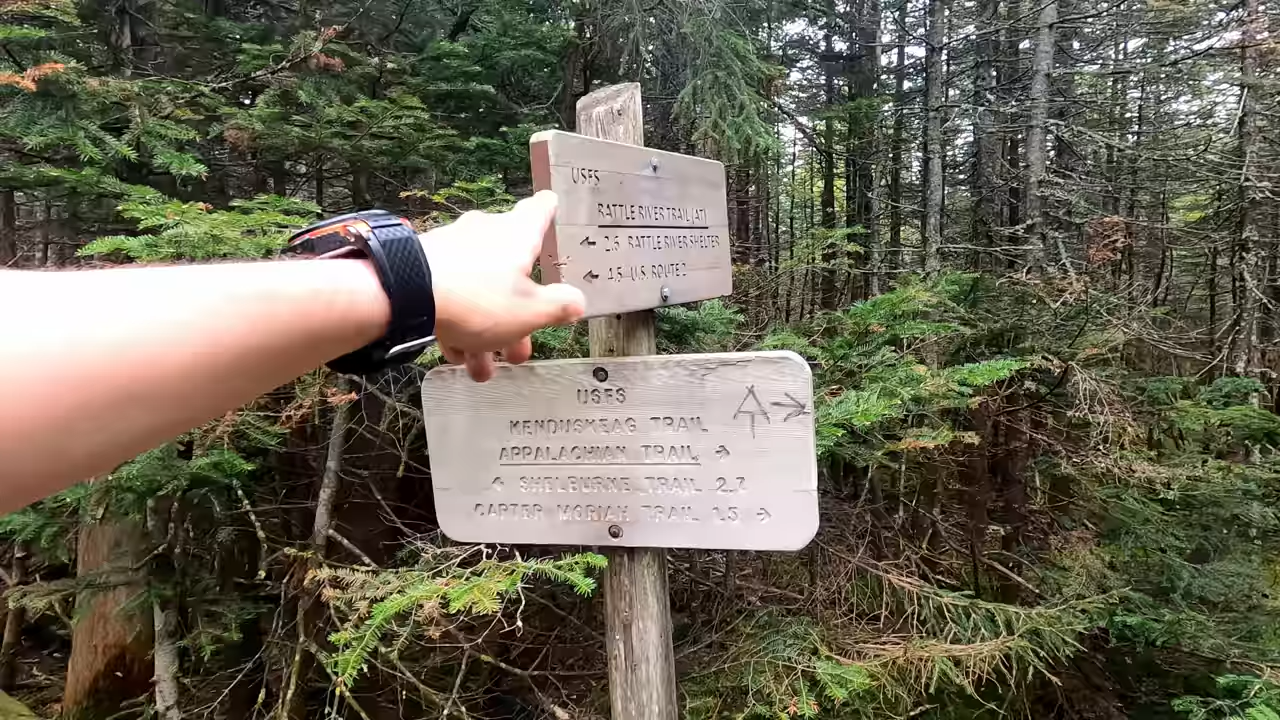 USFS
RATTLE RIVER TRAIL (AT)
← 2.6 RATTLE RIVER SHELTER
← 4.5 U.S. ROUTE 2
USFS
KENDUSKEAG TRAIL
APPALACHIAN TRAIL →
← SHELBURNE TRAIL 2.7
CARTER MORIAH TRAIL 1.5 →